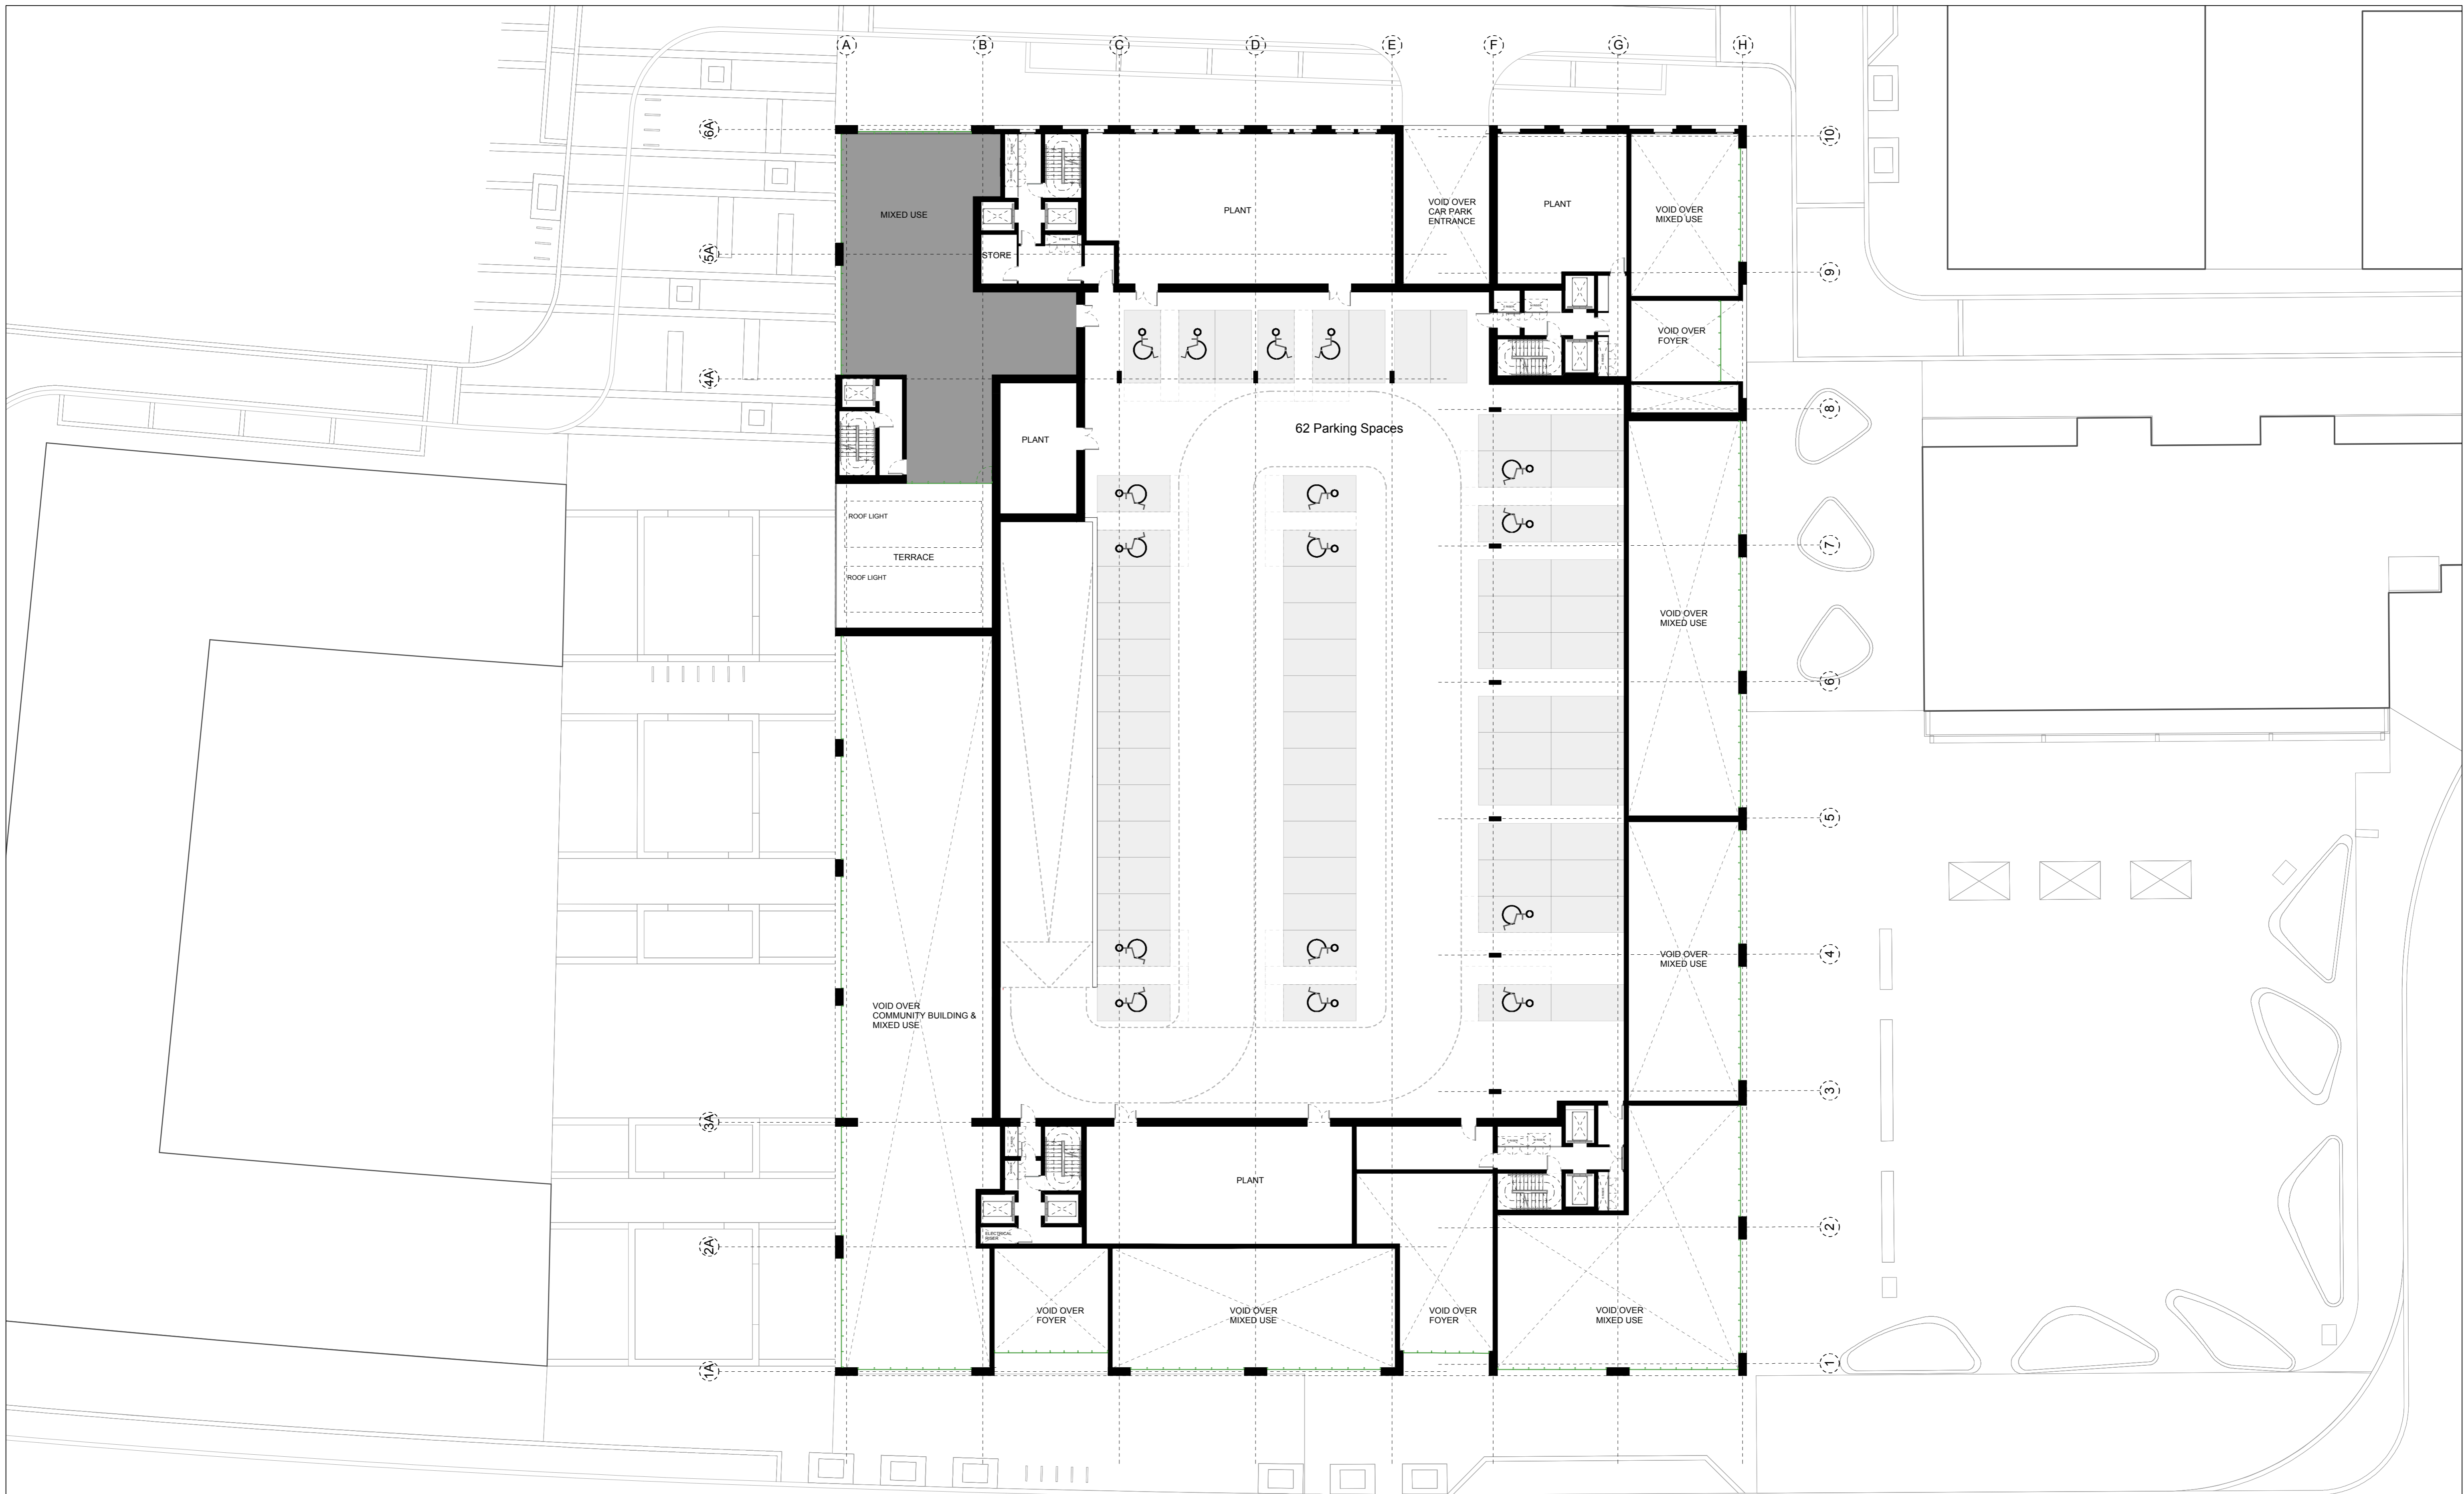 A
B
C
D
E
F
G
H
6A
10
MIXED USE
PLANT
VOID OVER
CAR PARK
ENTRANCE
PLANT
VOID OVER
MIXED USE
5A
STORE
9
VOID OVER
FOYER
4A
8
62 Parking Spaces
PLANT
ROOF LIGHT
TERRACE
ROOF LIGHT
7
VOID OVER
MIXED USE
6
5
VOID OVER
MIXED USE
4
VOID OVER
COMMUNITY BUILDING &
MIXED USE
3
3A
PLANT
2
ELECTRICAL
RISER
2A
VOID OVER
FOYER
VOID OVER
MIXED USE
VOID OVER
FOYER
VOID OVER
MIXED USE
1
1A